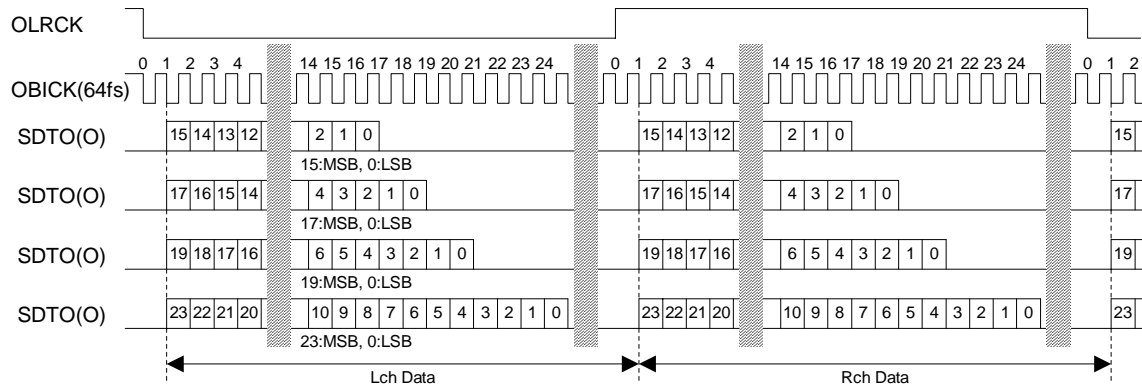 OLRCK
0 1 2 3 4 14 15 16 17 18 19 20 21 22 23 24 0 1 2 3 4 14 15 16 17 18 19 20 21 22 23 24 0 1 2
OBICK(64fs)
SDTO(O) 15 14 13 12 2 1 0 15 14 13 12 2 1 0 15
15:MSB, 0:LSB
SDTO(O) 17 16 15 14 4 3 2 1 0 17 16 15 14 4 3 2 1 0 17
17:MSB, 0:LSB
SDTO(O) 19 18 17 16 6 5 4 3 2 1 0 19 18 17 16 6 5 4 3 2 1 0 19
19:MSB, 0:LSB
SDTO(O) 23 22 21 20 10 9 8 7 6 5 4 3 2 1 0 23 22 21 20 10 9 8 7 6 5 4 3 2 1 0 23
23:MSB, 0:LSB
Lch Data Rch Data